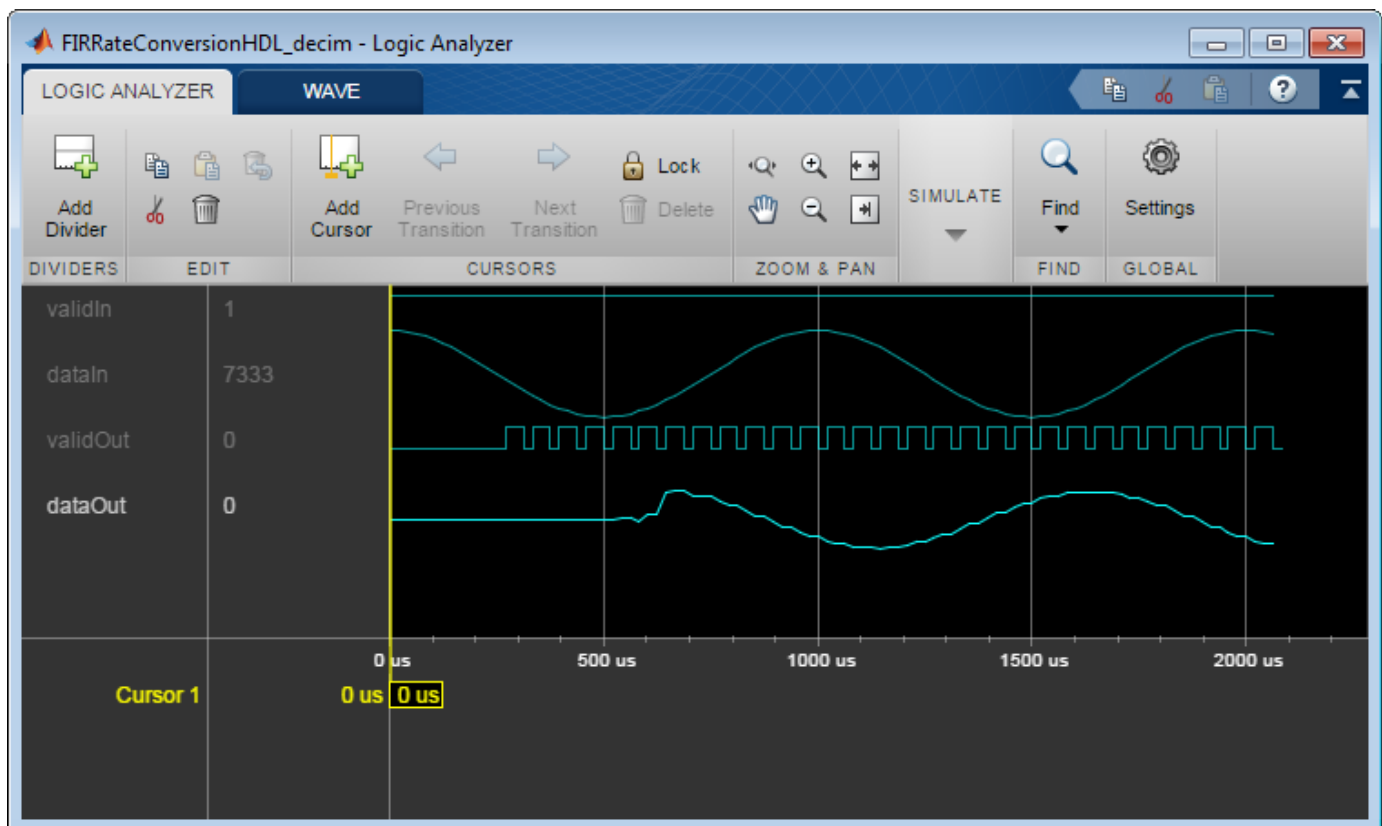 FIRRateConversionHDL_decim - Logic Analyzer
LOGIC ANALYZER WAVE
?
Add Divider
Add Cursor
Previous Transition
Next Transition
Lock
Delete
SIMULATE
Find
Settings
DIVIDERS EDIT CURSORS ZOOM & PAN FIND GLOBAL
validIn 1
dataIn 7333
validOut 0
dataOut 0
0 us 500 us 1000 us 1500 us 2000 us
Cursor 1 0 us 0 us